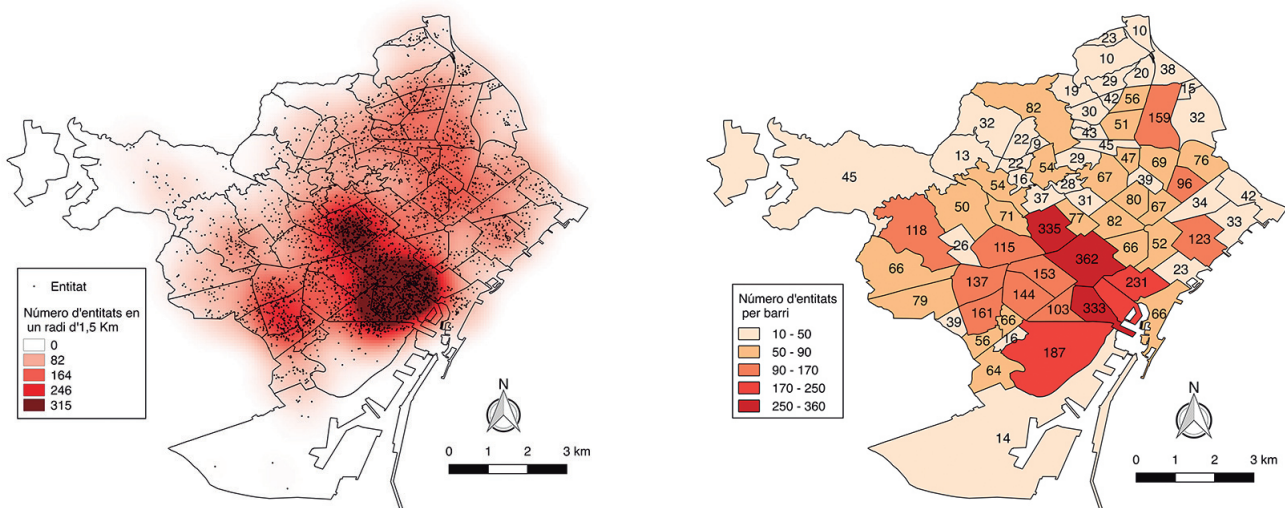 Entitat
Número d'entitats en
un radi d'1,5 Km
0
82
164
246
315
N
0 1 2 3 km
23 10
10
38
20
29
19 42 56 15
82
30 159 32
32 51
43
22 9 45
13 22 54 29 47 69 76
45 16 67 39 96
54 28 42
50 37 31 80 67 34
71 33
118 335 77 82
26 115 66 52 123
66 362
153 23
137 231
79 144
161 103 333 66
39 66
56 16
187
64
14
Número d'entitats
per barri
10 - 50
50 - 90
90 - 170
170 - 250
250 - 360
N
0 1 2 3 km